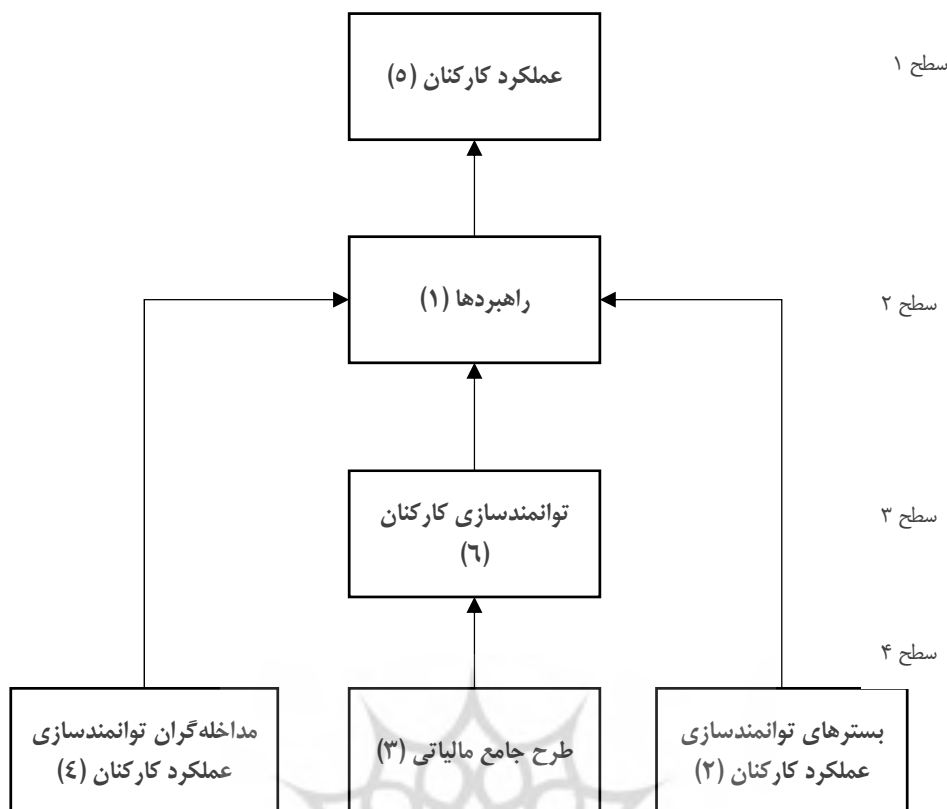 عملکرد کارکنان (٥)
سطح ۱
راهبردها (۱)
سطح ۲
توانمندسازی کارکنان
(٦)
سطح ۳
سطح ۴
بسترهای توانمندسازی
عملکرد کارکنان (۲)
طرح جامع مالیاتی (۳)
مداخله‌گران توانمندسازی
عملکرد کارکنان (٤)